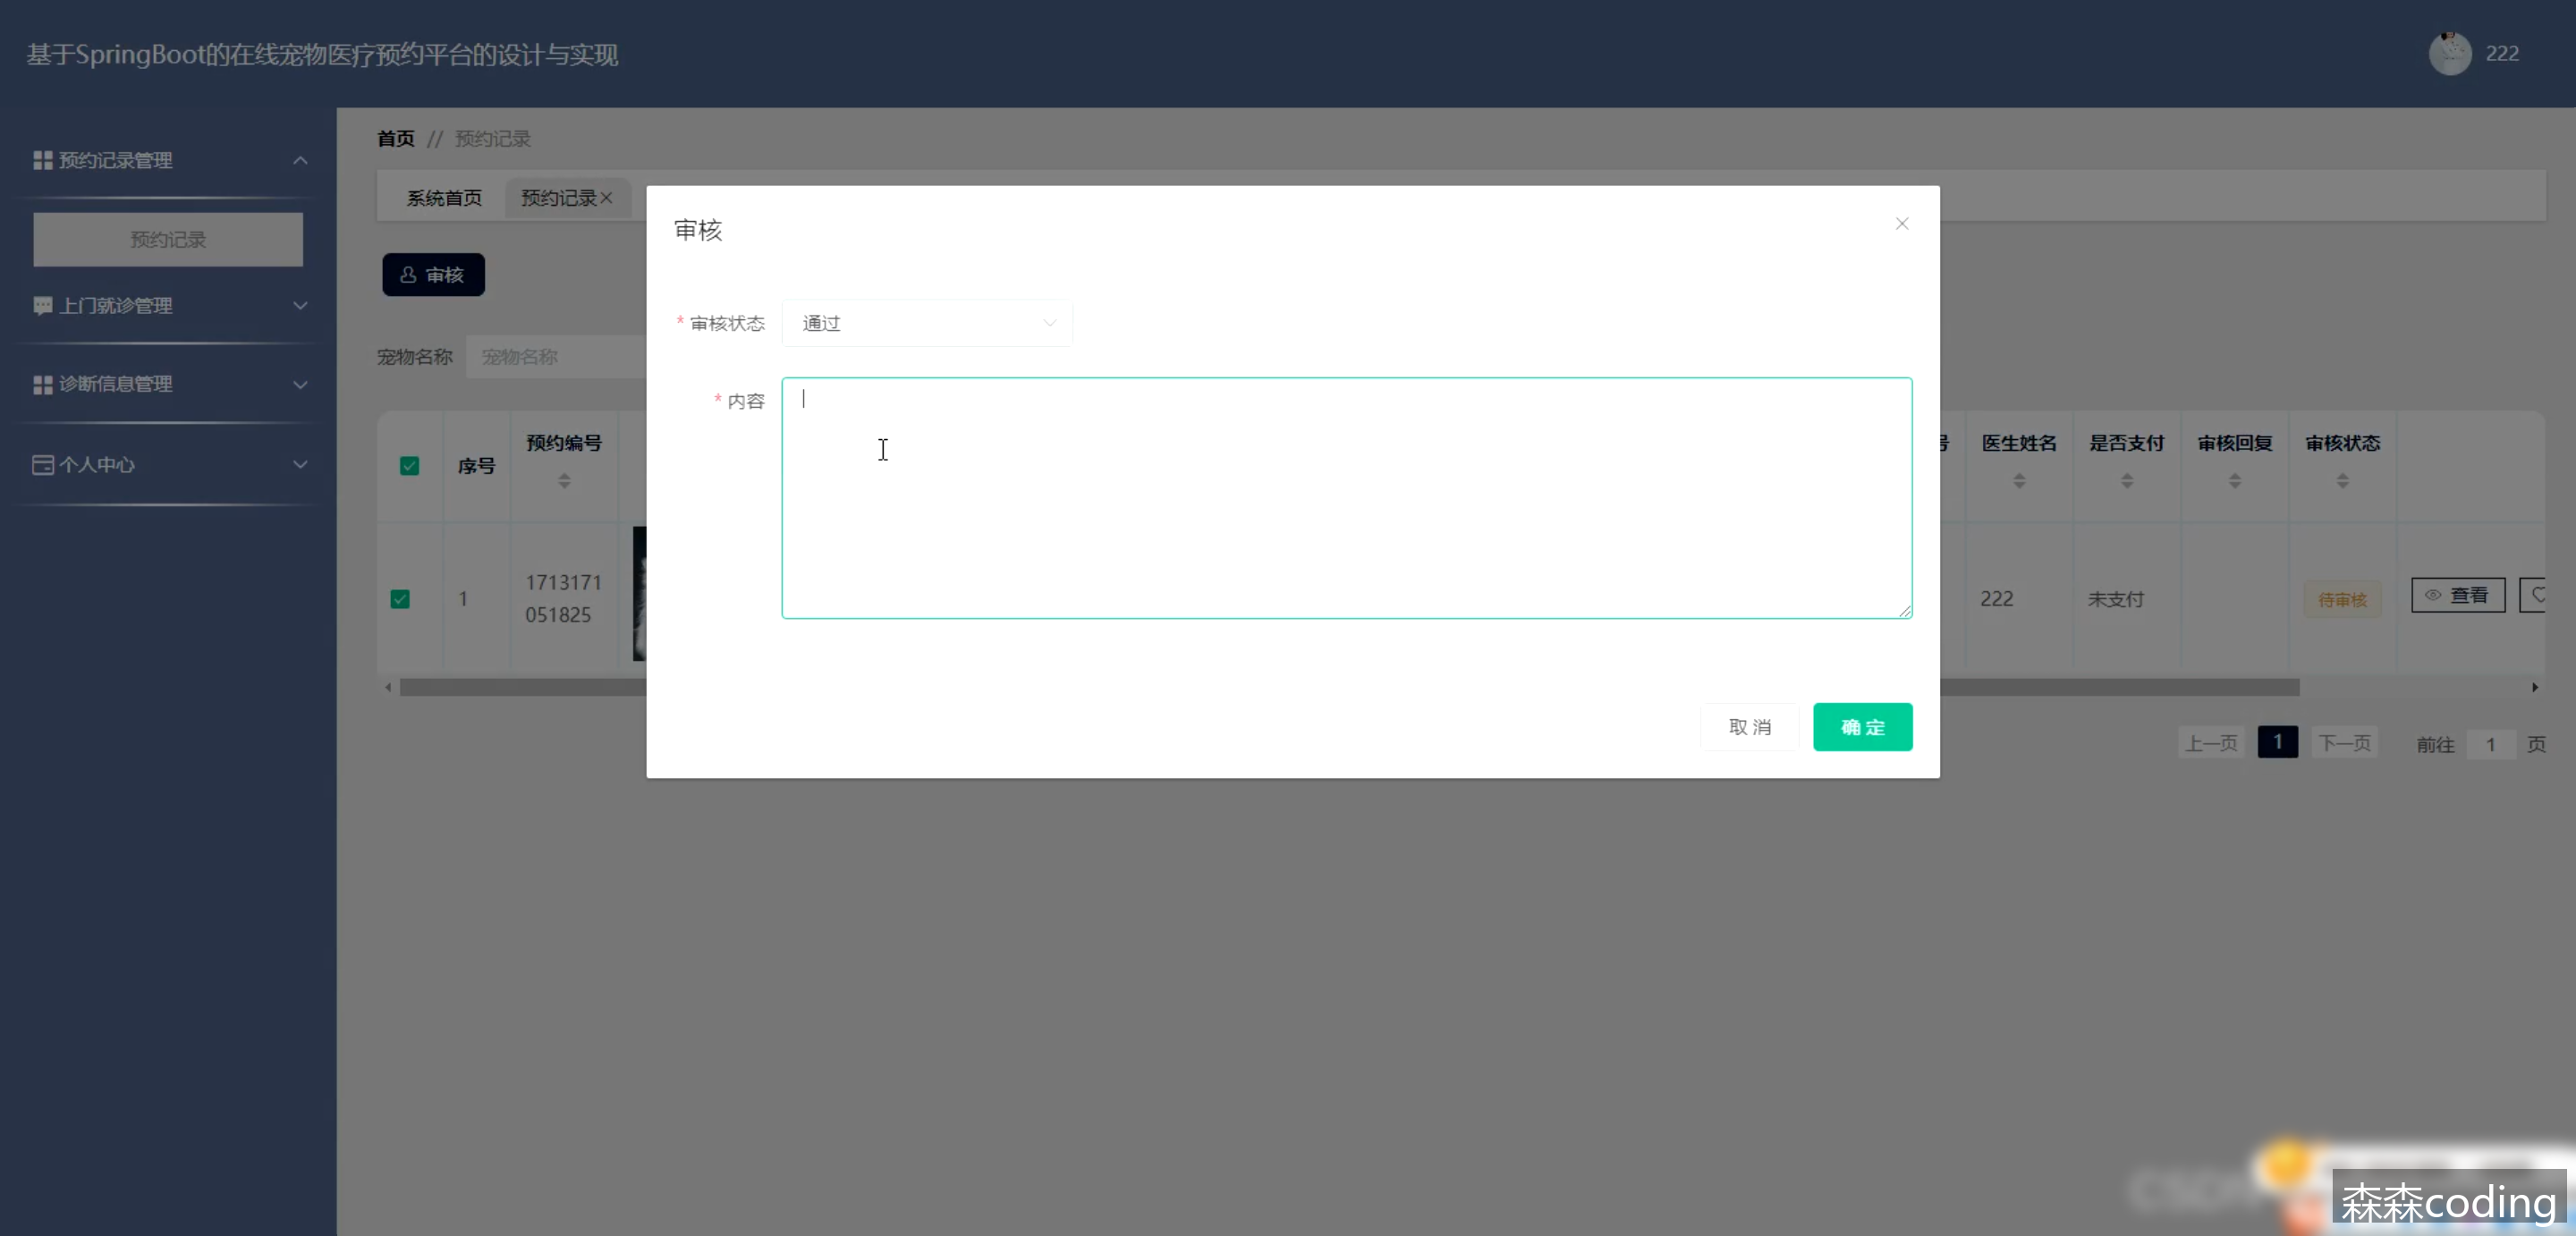 基于SpringBoot的在线宠物医疗预约平台的设计与实现
222
预约记录管理
预约记录
上门就诊管理
诊断信息管理
个人中心
首页 // 预约记录
系统首页
预约记录
审核
宠物名称
宠物名称
审核
* 审核状态
通过
* 内容
取 消
确 定
序号
预约编号
号
医生姓名
是否支付
审核回复
审核状态
1
1713171
051825
222
未支付
待审核
查看
上一页
1
下一页
前往
1
页
森森coding